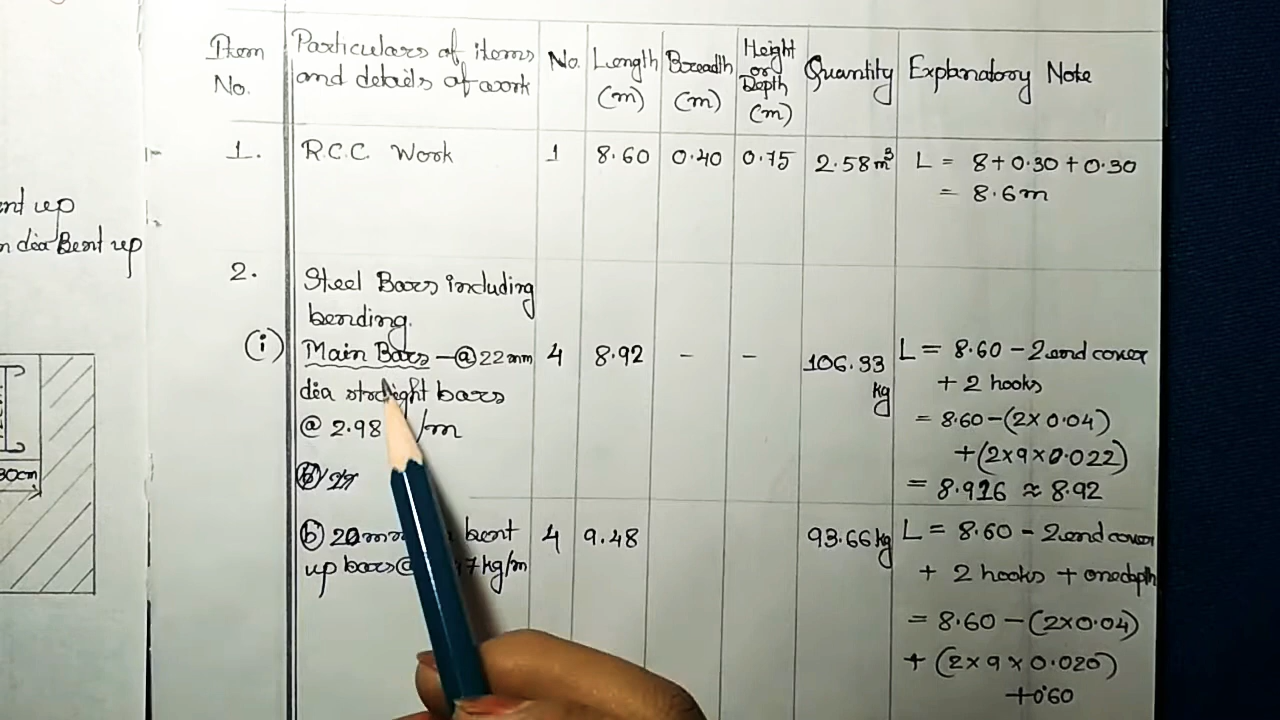 Item No.
Particulars of items and details of work
No.
Length (m)
Breadth (m)
Height or Depth (m)
Quantity
Explanatory Note
1. R.C.C. Work 1 8.60 0.40 0.75 2.58m³ L = 8+0.30+0.30
= 8.6m
ent up
dia Bent up
2. Steel Bars including
bending.
(i) Main Bars - @ 22mm 4 8.92 - - 106.33 kg L = 8.60 - 2 end cover
dia straight bars + 2 hooks
@ 2.98 /m = 8.60 - (2×0.04)
+ (2×9×0.022)
= 8.916 ≈ 8.92
30cm
(b) 20mm bent 4 9.48 93.66kg L = 8.60 - 2 end cover
up bars @ 7kg/m + 2 hooks + one depth
= 8.60 - (2×0.04)
+ (2×9×0.020)
+0.60